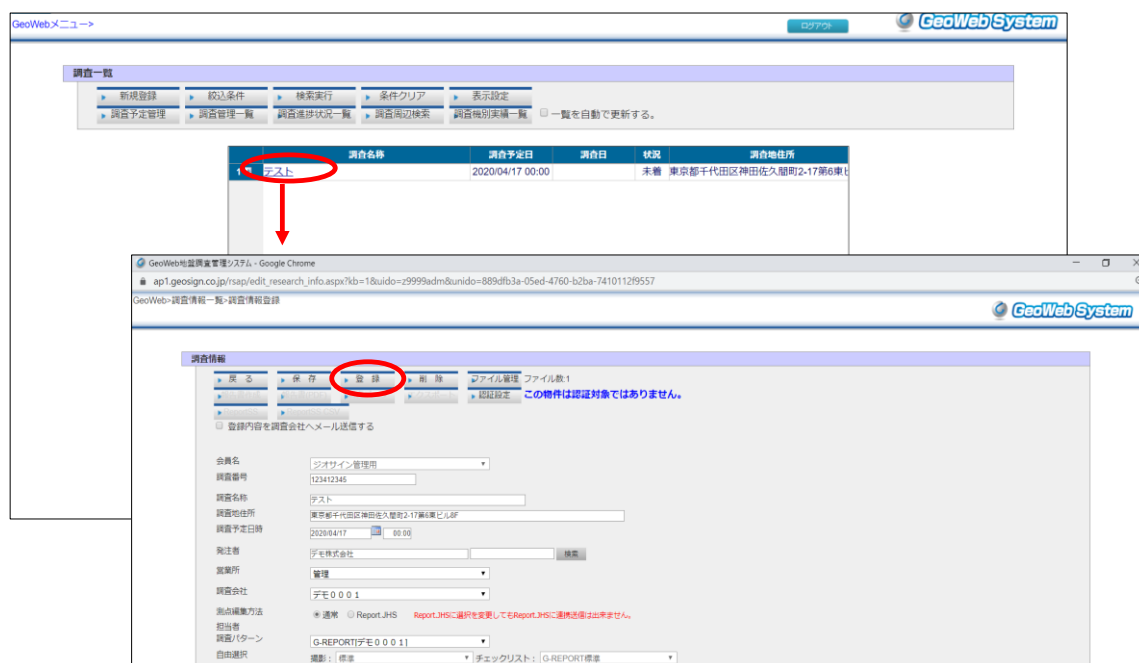 GeoWebメニュー>
ログアウト
GeoWeb System
調査一覧
新規登録 絞込条件 検索実行 条件クリア 表示設定
調査予定管理 調査管理一覧 調査進捗状況一覧 調査周辺検索 調査機別実績一覧 一覧を自動で更新する。
調査名称 調査予定日 調査日 状況 調査地住所
テスト 2020/04/17 00:00 未着 東京都千代田区神田佐久間町2-17第6東ビ
GeoWeb地盤調査管理システム - Google Chrome
ap1.geosign.co.jp/rsap/edit_research_info.aspx?kb=1&uido=z9999adm&unido=889dfb3a-05ed-4760-b2ba-7410112f9557
GeoWeb>調査情報一覧>調査情報登録
GeoWeb System
調査情報
戻 る 保 存 登 録 削 除 ファイル管理 ファイル数:1
認証設定 この物件は認証対象ではありません。
登録内容を調査会社へメール送信する
会員名 ジオサイン管理用
調査番号 123412345
調査名称 テスト
調査地住所 東京都千代田区神田佐久間町2-17第6東ビル8F
調査予定日時 2020/04/17 00:00
発注者 デモ株式会社 検索
営業所 管理
調査会社 デモ0001
測点編集方法 通常 Report.JHS Report.JHSに選択を変更してもReport.JHSに連携送信は出来ません。
担当者
調査パターン G-REPORT[デモ0001]
自由選択 撮影: 標準 チェックリスト: G-REPORT標準